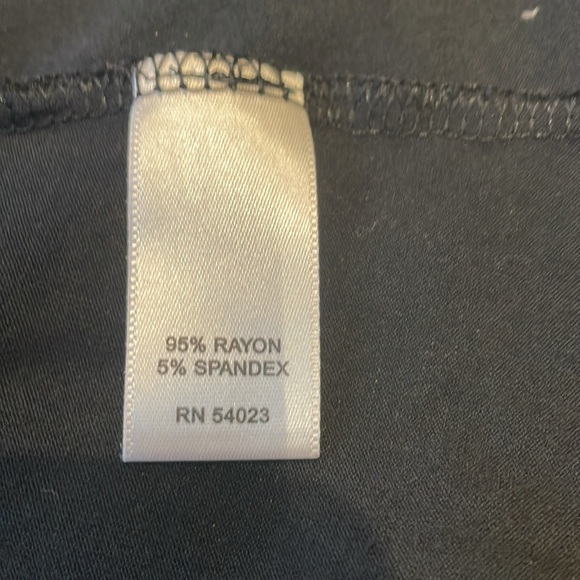 95% RAYON
5% SPANDEX
RN 54023